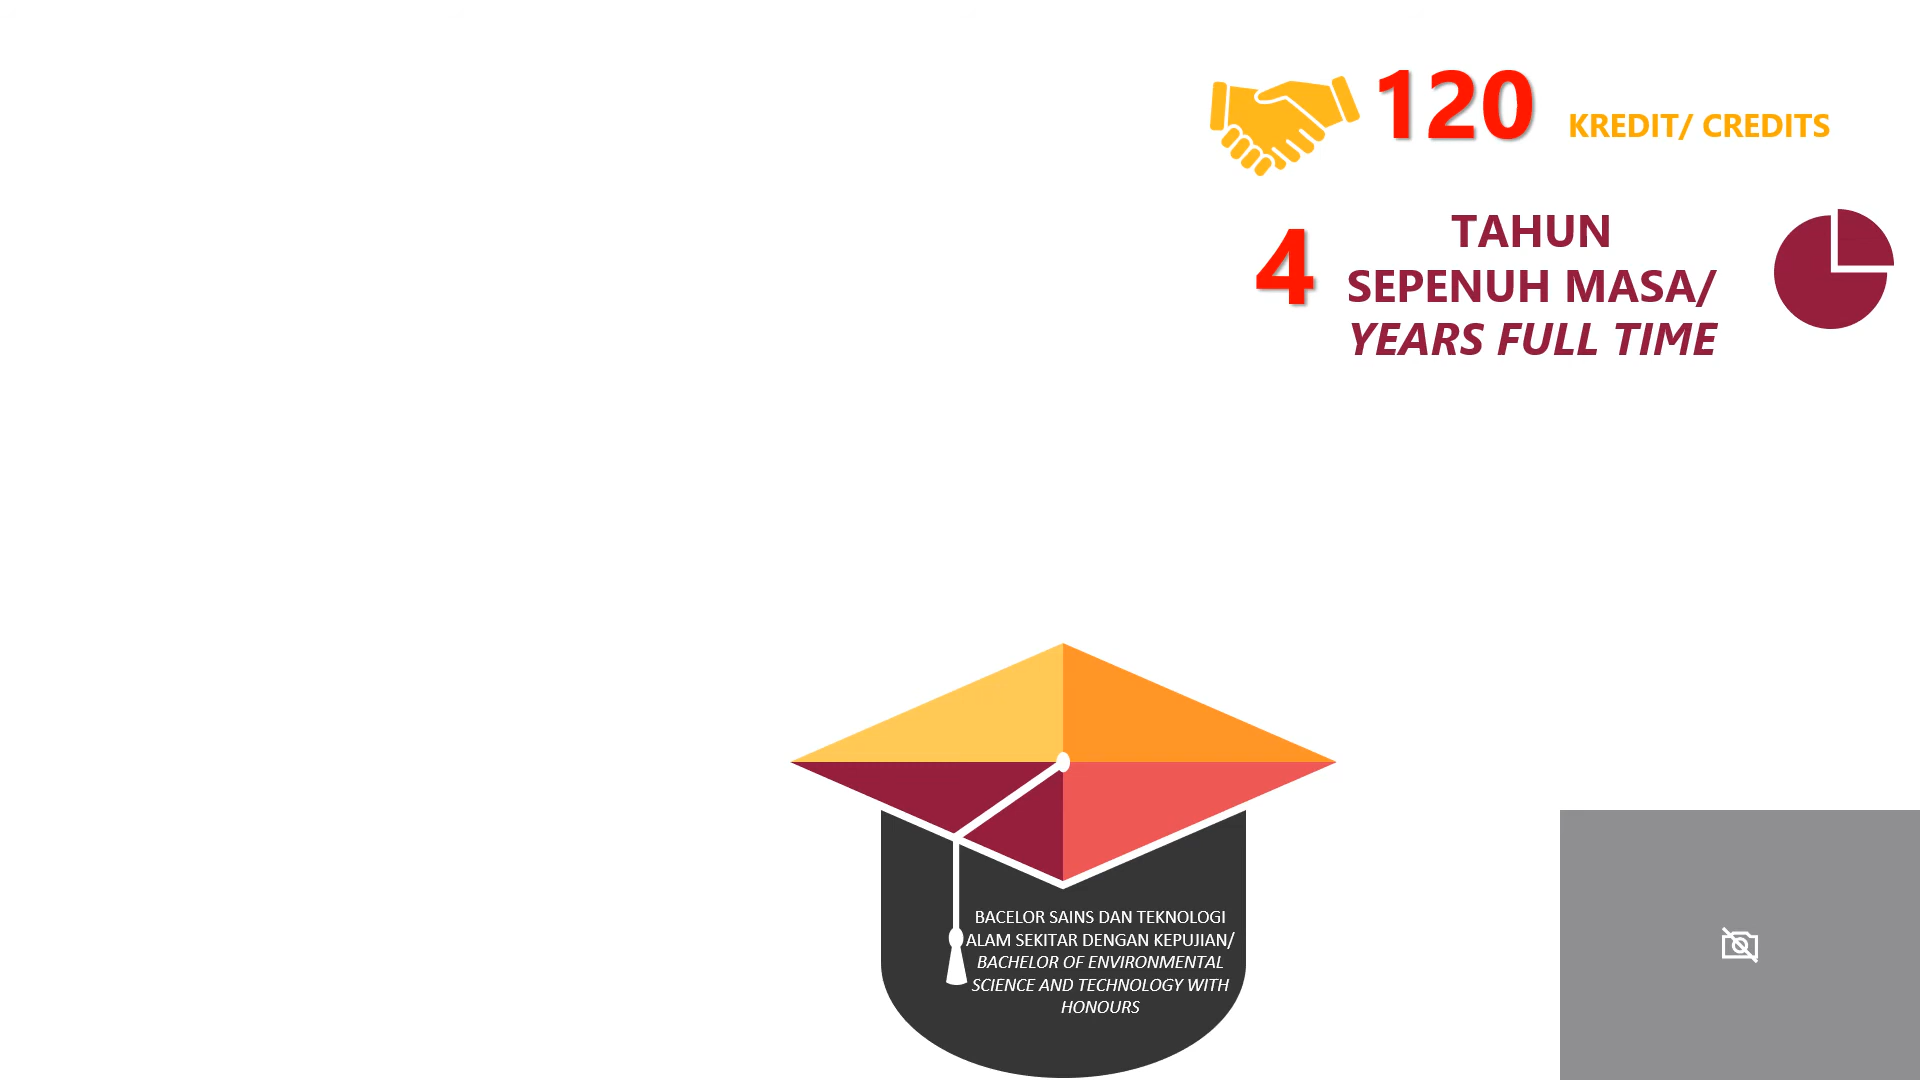 120 KREDIT/ CREDITS
4
TAHUN
SEPENUH MASA/
YEARS FULL TIME
BACELOR SAINS DAN TEKNOLOGI
ALAM SEKITAR DENGAN KEPUJIAN/
BACHELOR OF ENVIRONMENTAL
SCIENCE AND TECHNOLOGY WITH
HONOURS